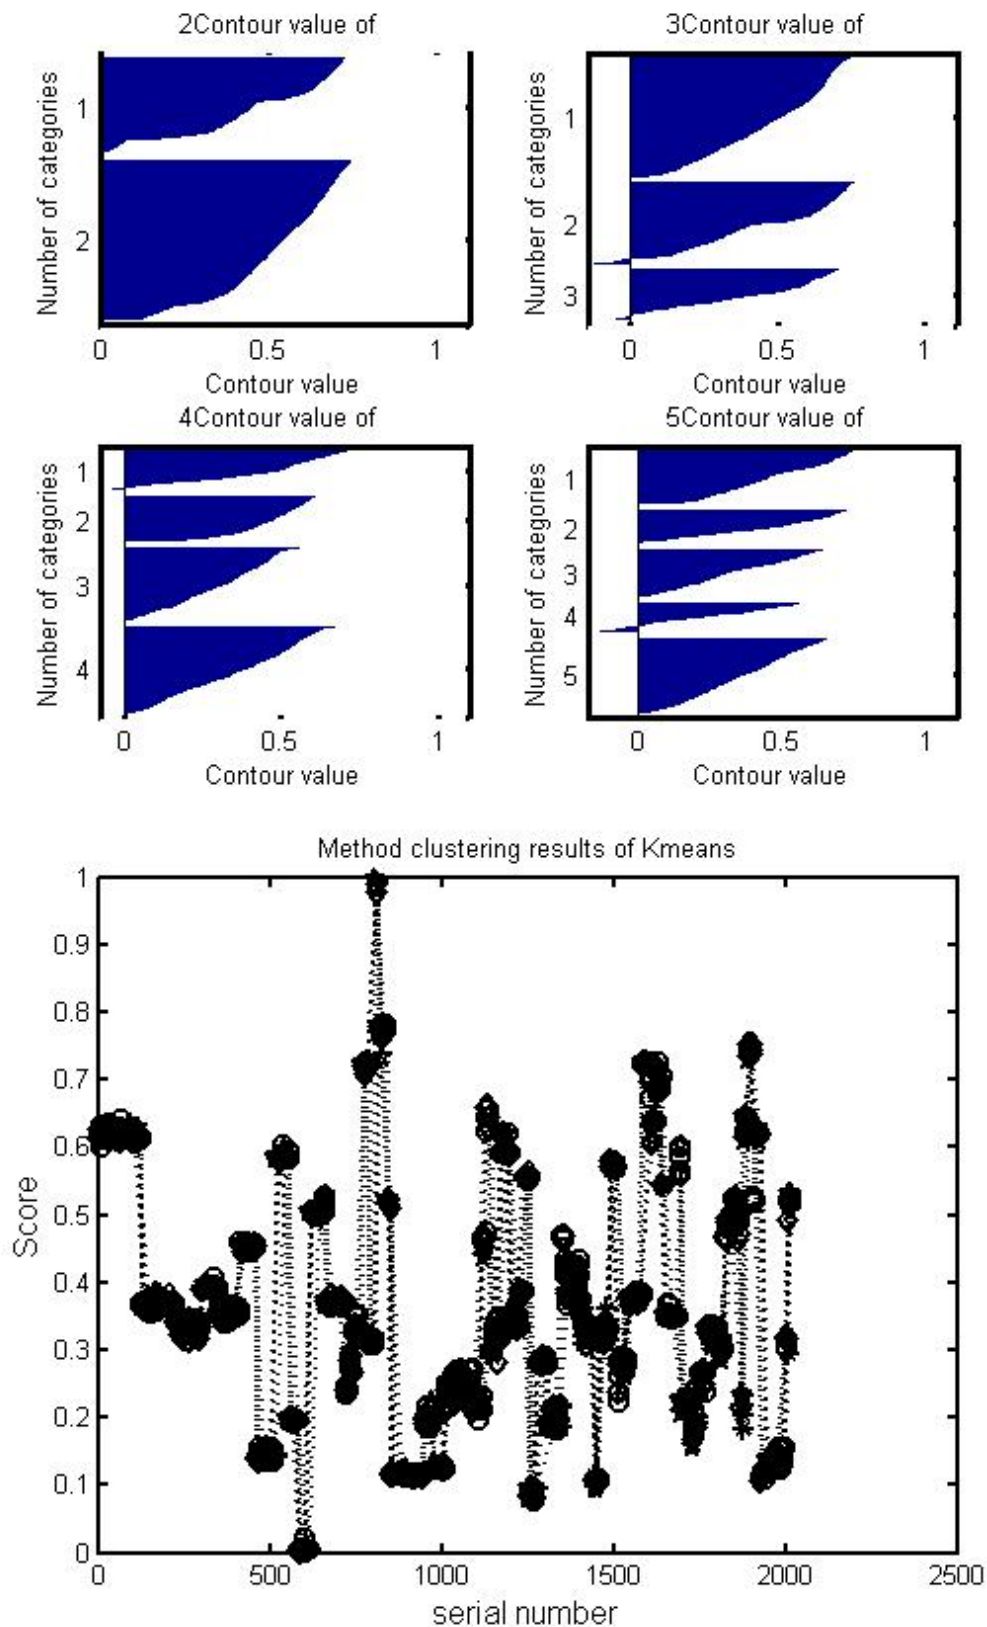 2Contour value of
3Contour value of
Number of categories
1
2
0
0.5
1
Contour value
Number of categories
1
2
3
0
0.5
1
Contour value
4Contour value of
5Contour value of
Number of categories
1
2
3
4
0
0.5
1
Contour value
Number of categories
1
2
3
4
5
0
0.5
1
Contour value
Method clustering results of Kmeans
Score
1
0.9
0.8
0.7
0.6
0.5
0.4
0.3
0.2
0.1
0
0
500
1000
1500
2000
2500
serial number